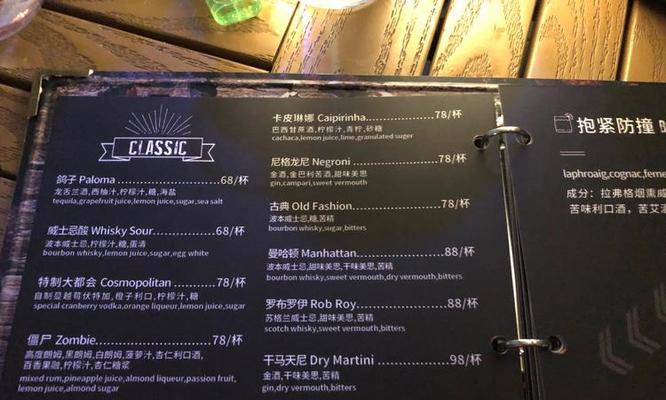 CLASSIC
鸽子 Paloma......................68/杯
龙舌兰酒,西柚汁,柠檬汁,糖,海盐
tequila,grapefruit juice,lemon juice,sugar,sea salt
威士忌酸 Whisky Sour.............68/杯
波本威士忌,柠檬汁,糖,蛋清
bourbon whisky,lemon juice,sugar,egg white
特制大都会 Cosmopolitan...........78/杯
自制蔓越莓伏特加,橙子利口,柠檬汁,糖
special cranberry vodka,orange liqueur,lemon juice,sugar
僵尸 Zombie......................78/杯
高度朗姆,黑朗姆,白朗姆,菠萝汁,杏仁利口酒,
百香果融,柠檬汁,杏仁糖浆
mixed rum,pineapple juice,almond liqueur,passion fruit,
lemon juice,almond sugar
卡皮琳娜 Caipirinha.................78/杯
巴西甘蔗酒,柠檬汁,青柠,砂糖
cachaca,lemon juice,lime,granulated suger
尼格龙尼 Negroni ..................78/杯
金酒,金巴利苦酒,甜味美思
gin,campari,sweet vermouth
古典 Old Fashion....................78/杯
波本威士忌,糖,苦精
bourbon whisky,sugar,bitters
曼哈顿 Manhattan..................88/杯
波本威士忌,甜味美思,干味美思,苦精
bourbon whisky,sweet vermouth,dry vermouth,bitters
罗布罗伊 Rob Roy..................88/杯
苏格兰威士忌,甜味美思,苦精
scotch whisky,sweet vermouth,bitters
干马天尼 Dry Martini ...............98/杯
金酒,干味美思,苦精
gin,dry vermouth,bitters
抱紧防撞
laphroaig,cognac,ferne
成分：拉弗格烟熏威
苦味利口酒，苦艾酒